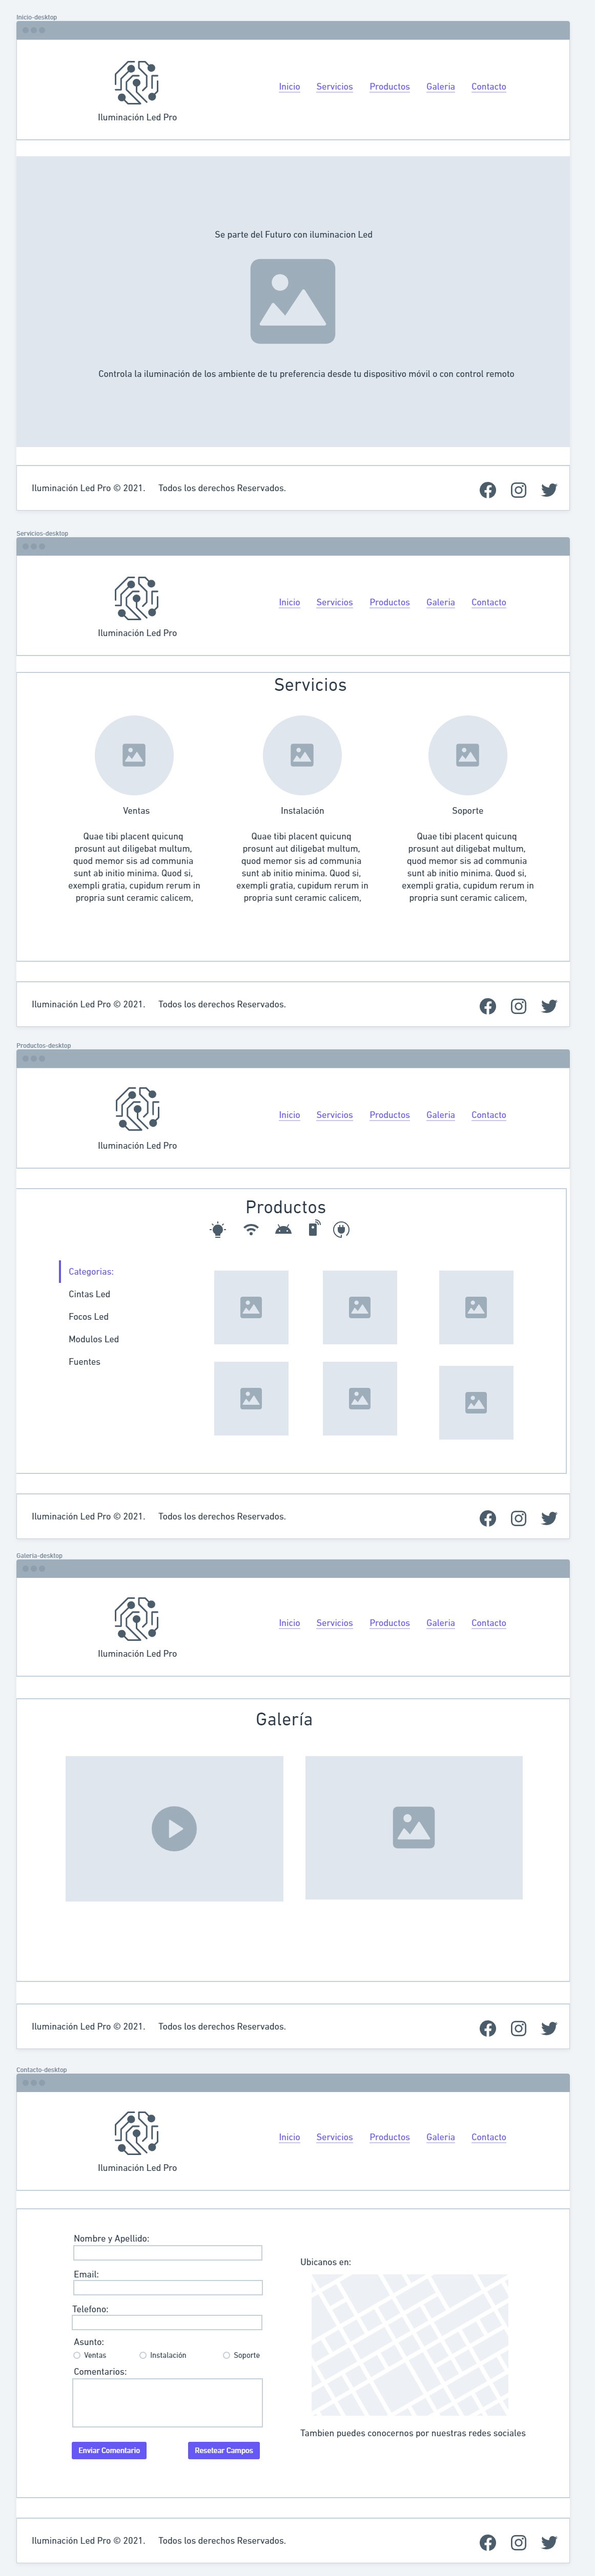 Inicio-desktop
Inicio Servicios Productos Galeria Contacto
Iluminación Led Pro
Se parte del Futuro con iluminacion Led
Controla la iluminación de los ambiente de tu preferencia desde tu dispositivo móvil o con control remoto
Iluminación Led Pro © 2021. Todos los derechos Reservados.
Servicios-desktop
Inicio Servicios Productos Galeria Contacto
Iluminación Led Pro
Servicios
Ventas
Quae tibi placent quicunq
prosunt aut diligebat multum,
quod memor sis ad communia
sunt ab initio minima. Quod si,
exempli gratia, cupidum rerum in
propria sunt ceramic calicem,
Instalación
Quae tibi placent quicunq
prosunt aut diligebat multum,
quod memor sis ad communia
sunt ab initio minima. Quod si,
exempli gratia, cupidum rerum in
propria sunt ceramic calicem,
Soporte
Quae tibi placent quicunq
prosunt aut diligebat multum,
quod memor sis ad communia
sunt ab initio minima. Quod si,
exempli gratia, cupidum rerum in
propria sunt ceramic calicem,
Iluminación Led Pro © 2021. Todos los derechos Reservados.
Productos-desktop
Inicio Servicios Productos Galeria Contacto
Iluminación Led Pro
Productos
Categorias:
Cintas Led
Focos Led
Modulos Led
Fuentes
Iluminación Led Pro © 2021. Todos los derechos Reservados.
Galeria-desktop
Inicio Servicios Productos Galeria Contacto
Iluminación Led Pro
Galería
Iluminación Led Pro © 2021. Todos los derechos Reservados.
Contacto-desktop
Inicio Servicios Productos Galeria Contacto
Iluminación Led Pro
Nombre y Apellido:
Email:
Telefono:
Asunto:
Ventas Instalación Soporte
Comentarios:
Enviar Comentario Resetear Campos
Ubicanos en:
Tambien puedes conocernos por nuestras redes sociales
Iluminación Led Pro © 2021. Todos los derechos Reservados.